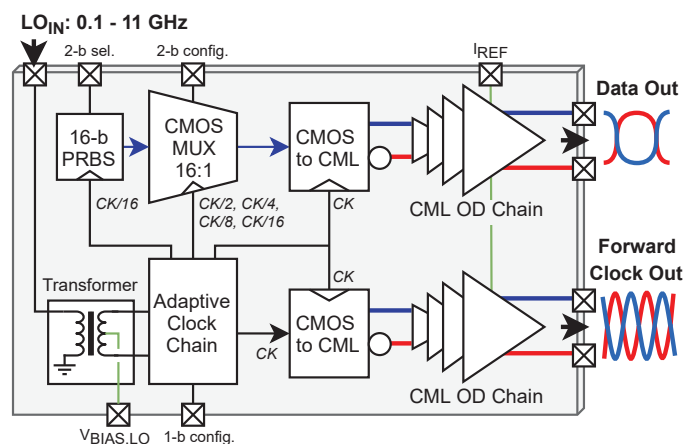 LO_IN: 0.1 - 11 GHz
2-b sel.
2-b config.
I_REF
Data Out
16-b
PRBS
CMOS
MUX
16:1
CMOS
to CML
CK/16
CK/2, CK/4,
CK/8, CK/16
CK
CML OD Chain
Forward
Clock Out
Transformer
Adaptive
Clock
Chain
CK
CK
CMOS
to CML
CML OD Chain
V_BIAS,LO
1-b config.